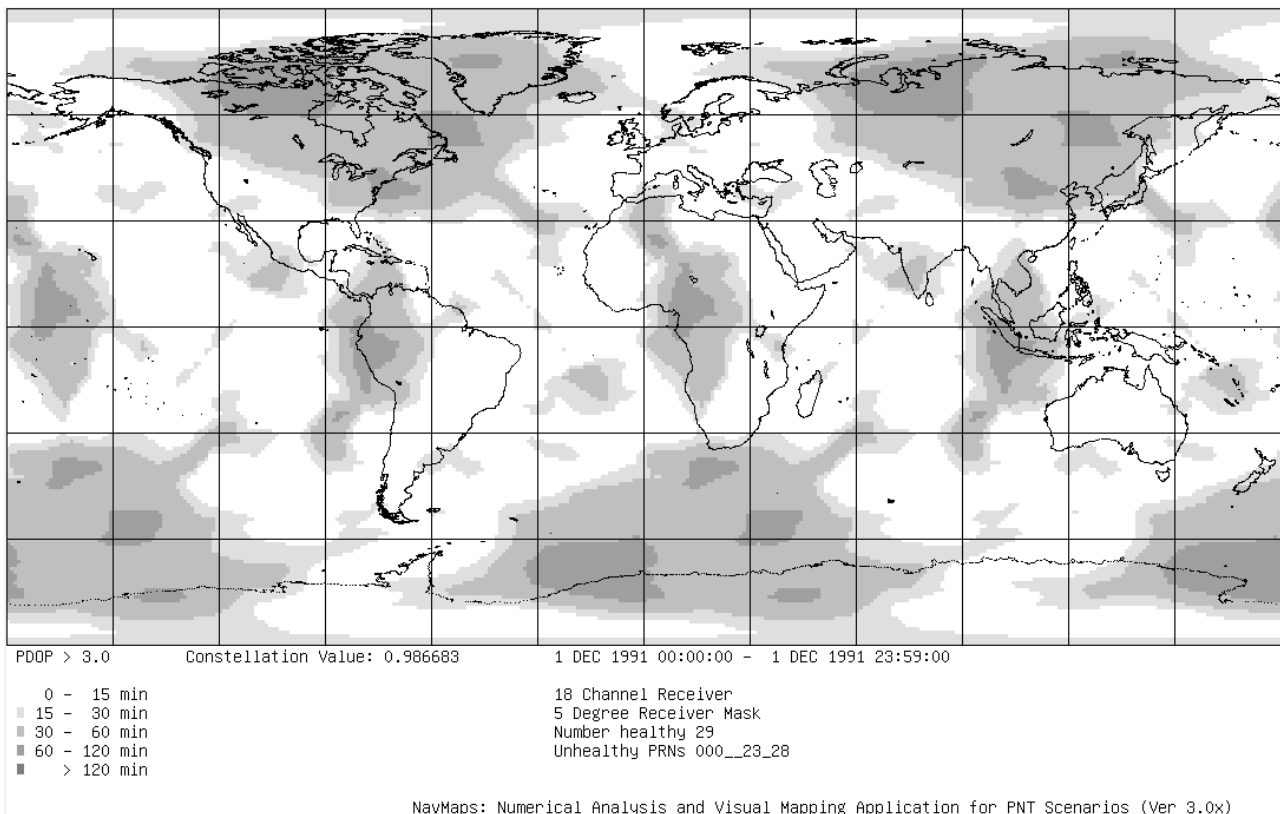 PDOP > 3.0 Constellation Value: 0.986683 1 DEC 1991 00:00:00 - 1 DEC 1991 23:59:00
0 - 15 min 18 Channel Receiver
15 - 30 min 5 Degree Receiver Mask
30 - 60 min Number healthy 29
60 - 120 min Unhealthy PRNs 000__23_28
> 120 min
NavMaps: Numerical Analysis and Visual Mapping Application for PNT Scenarios (Ver 3.0x)